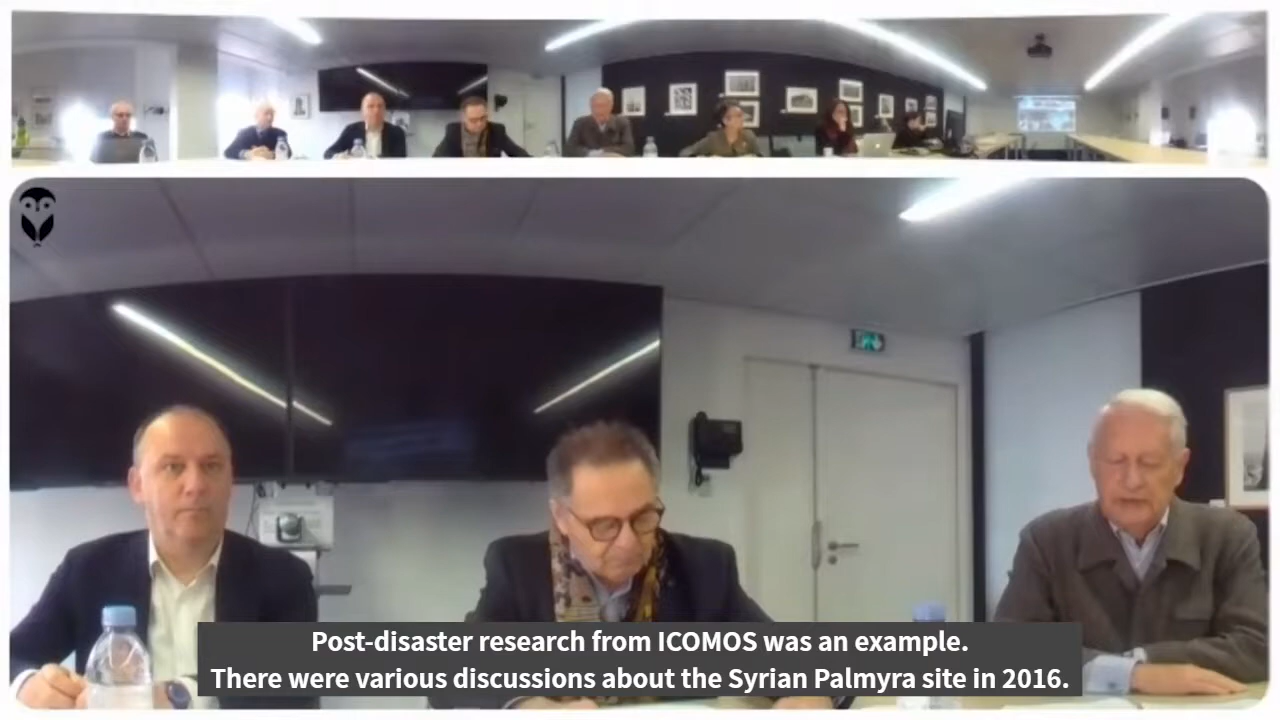 Post-disaster research from ICOMOS was an example.
There were various discussions about the Syrian Palmyra site in 2016.